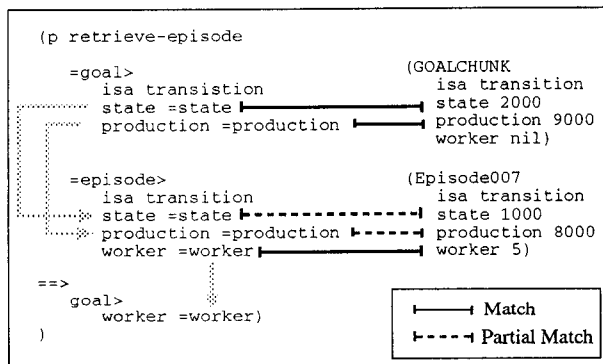 (p retrieve-episode
=goal>
isa transistion
state =state
production =production
(GOALCHUNK
isa transition
state 2000
production 9000
worker nil)
=episode>
isa transition
state =state
production =production
worker =worker
(Episode007
isa transition
state 1000
production 8000
worker 5)
==>
goal>
worker =worker)
)
Match
Partial Match